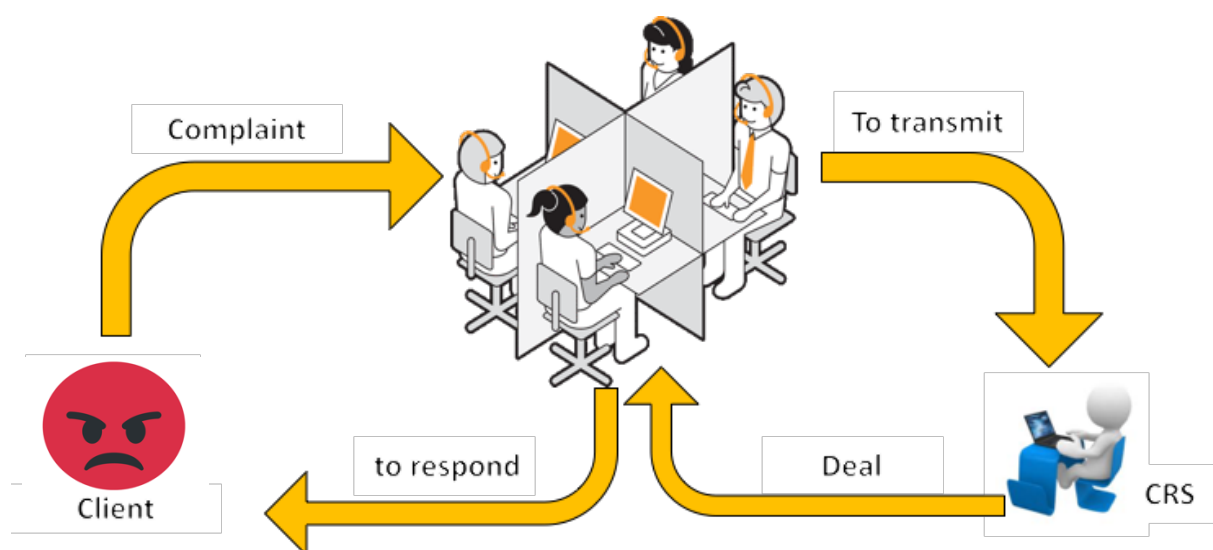 Complaint
To transmit
to respond
Deal
Client
CRS